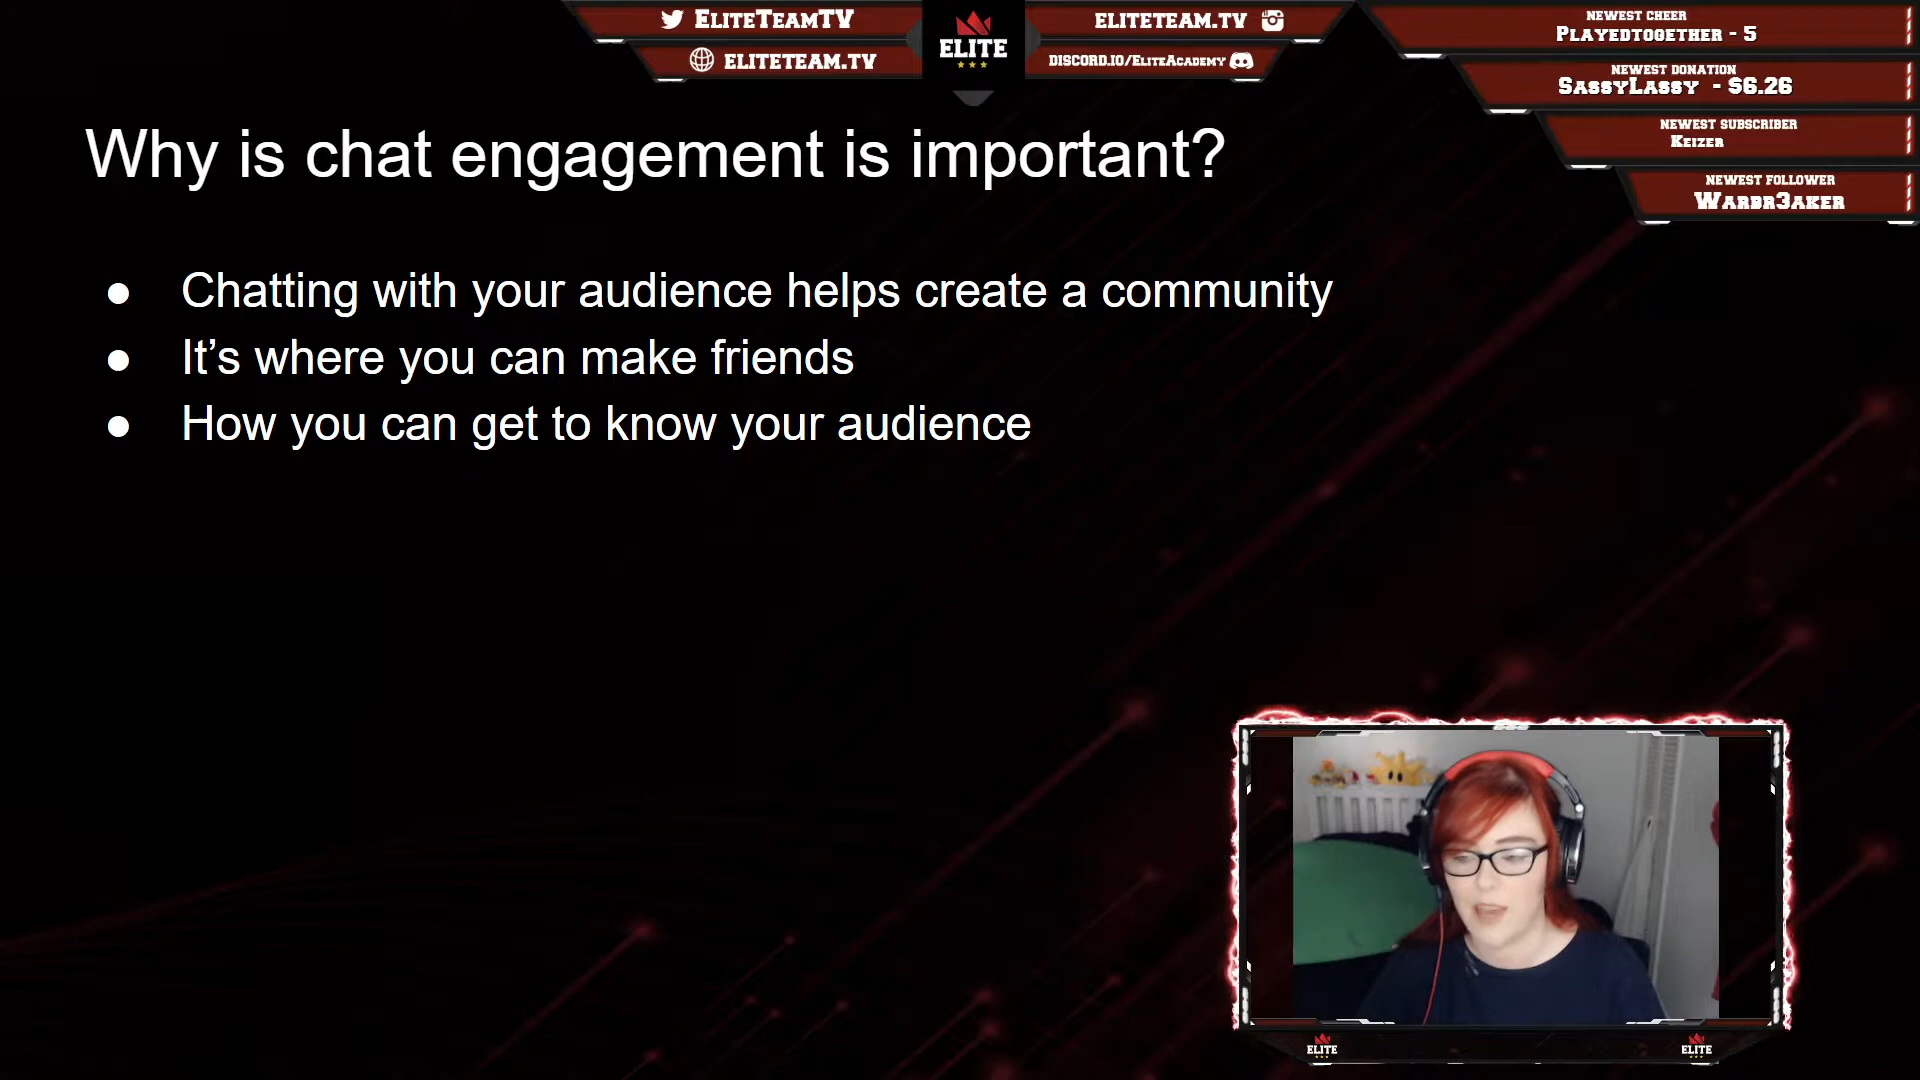 EliteTeamTV
eliteteam.tv
ELITE
eliteteam.tv
discord.io/EliteAcademy
Newest Cheer
Playedtogether - 5
Newest Donation
SassyLassy - $6.26
Newest Subscriber
Keizer
Newest Follower
Warbr3aker
Why is chat engagement is important?
● Chatting with your audience helps create a community
● It’s where you can make friends
● How you can get to know your audience
ELITE
ELITE